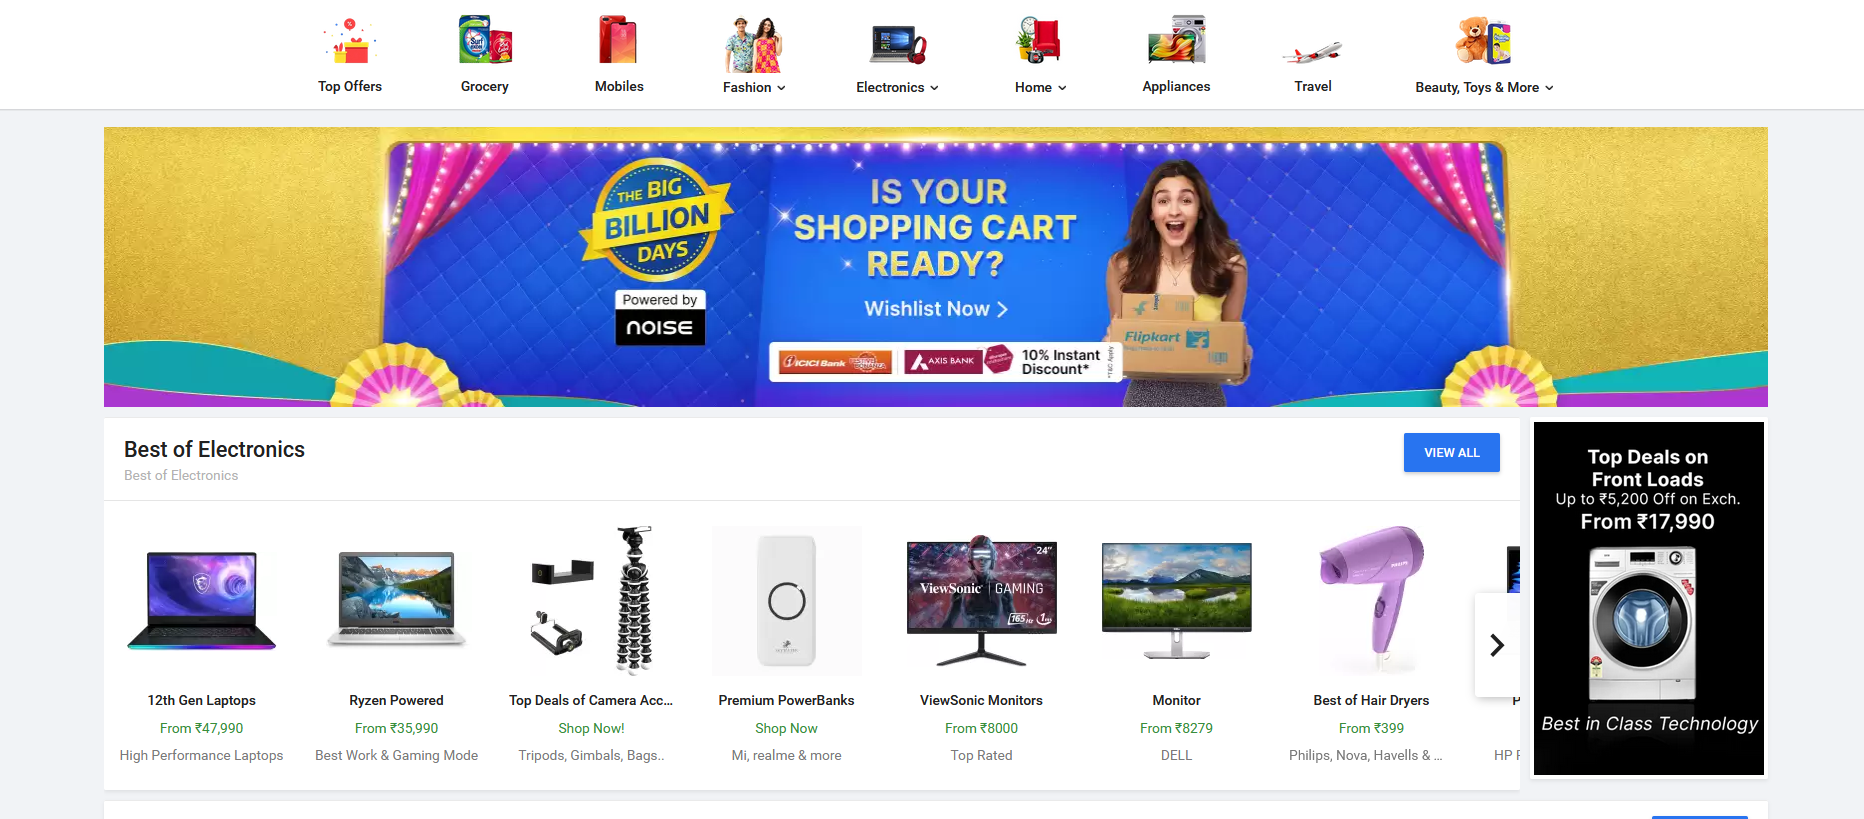 Top Offers
Grocery
Mobiles
Fashion
Electronics
Home
Appliances
Travel
Beauty, Toys & More
THE BIG
BILLION
DAYS
Powered by
noise
IS YOUR
SHOPPING CART
READY?
Wishlist Now
ICICI Bank
AXIS BANK
10% Instant
Discount*
*T&C Apply
Flipkart
Best of Electronics
Best of Electronics
VIEW ALL
ViewSonic GAMING
24"
165Hz 1ms
PHILIPS
12th Gen Laptops
From ₹47,990
High Performance Laptops
Ryzen Powered
From ₹35,990
Best Work & Gaming Mode
Top Deals of Camera Acc...
Shop Now!
Tripods, Gimbals, Bags..
Premium PowerBanks
Shop Now
Mi, realme & more
ViewSonic Monitors
From ₹8000
Top Rated
Monitor
From ₹8279
DELL
Best of Hair Dryers
From ₹399
Philips, Nova, Havells & ...
P
HP
Top Deals on
Front Loads
Up to ₹5,200 Off on Exch.
From ₹17,990
Best in Class Technology